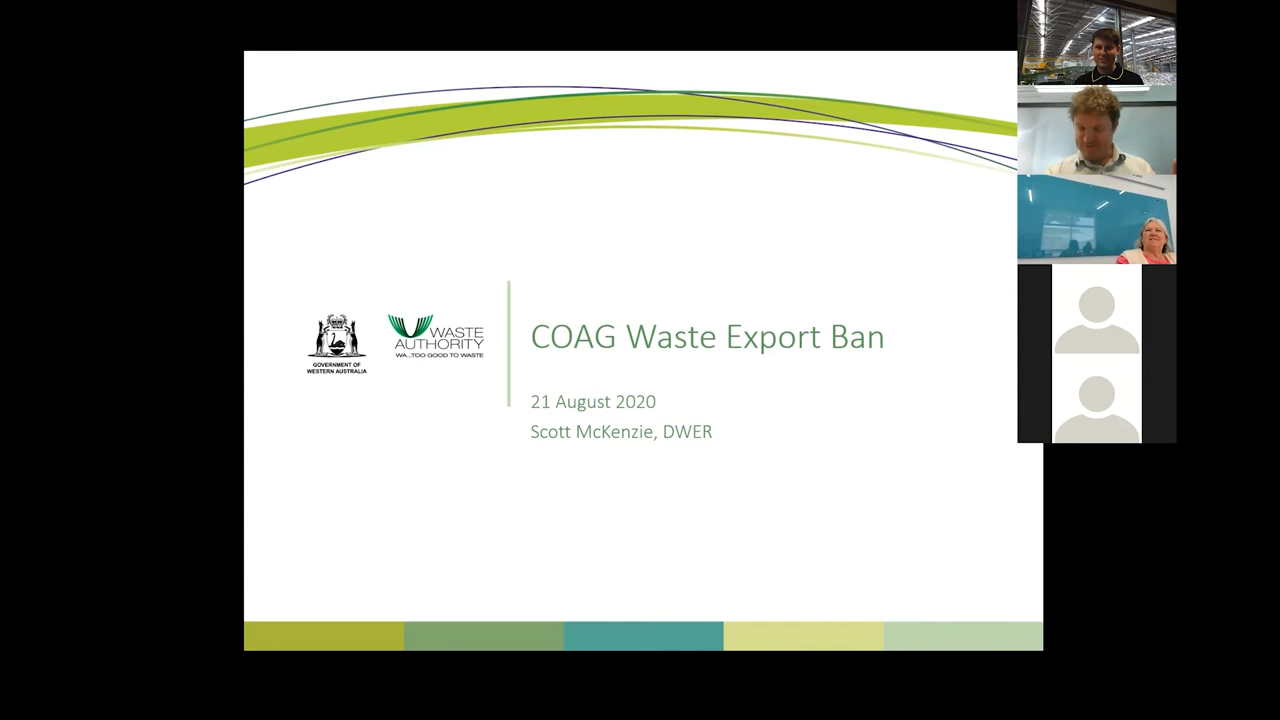 GOVERNMENT OF
WESTERN AUSTRALIA
WASTE
AUTHORITY
WA...TOO GOOD TO WASTE
COAG Waste Export Ban
21 August 2020
Scott McKenzie, DWER